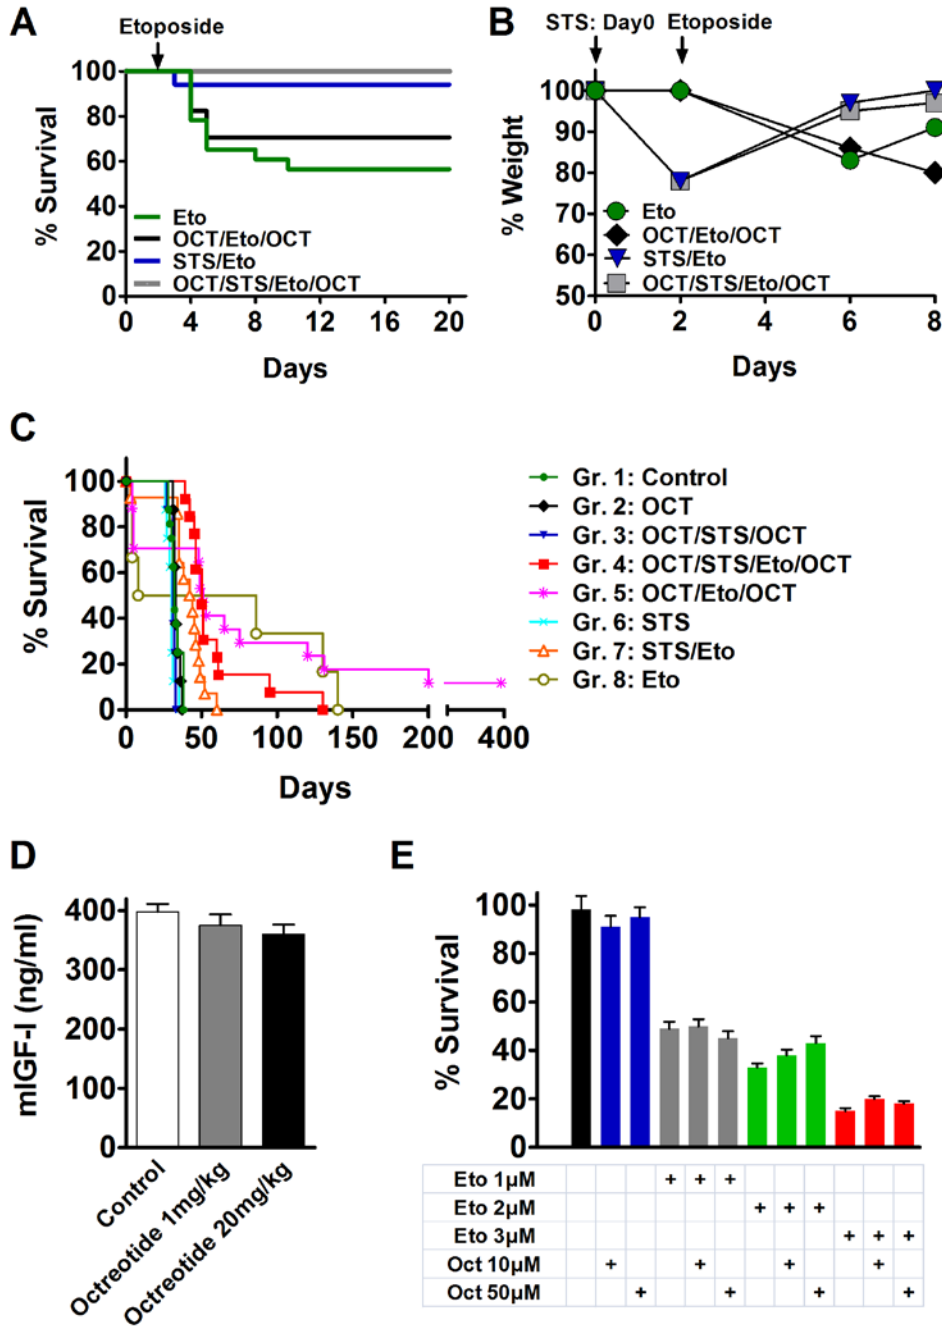 A
Etoposide
% Survival
100
80
60
40
20
0
Eto
OCT/Eto/OCT
STS/Eto
OCT/STS/Eto/OCT
0 4 8 12 16 20
Days
B
STS: Day0 Etoposide
% Weight
100
90
80
70
60
50
Eto
OCT/Eto/OCT
STS/Eto
OCT/STS/Eto/OCT
0 2 4 6 8
Days
C
% Survival
100
80
60
40
20
0
0 50 100 150 200 400
Days
Gr. 1: Control
Gr. 2: OCT
Gr. 3: OCT/STS/OCT
Gr. 4: OCT/STS/Eto/OCT
Gr. 5: OCT/Eto/OCT
Gr. 6: STS
Gr. 7: STS/Eto
Gr. 8: Eto
D
mIGF-I (ng/ml)
400
300
200
100
0
Control
Octreotide 1mg/kg
Octreotide 20mg/kg
E
% Survival
100
80
60
40
20
0
Eto 1µM + + +
Eto 2µM + + +
Eto 3µM + + +
Oct 10µM + + + +
Oct 50µM + + + +